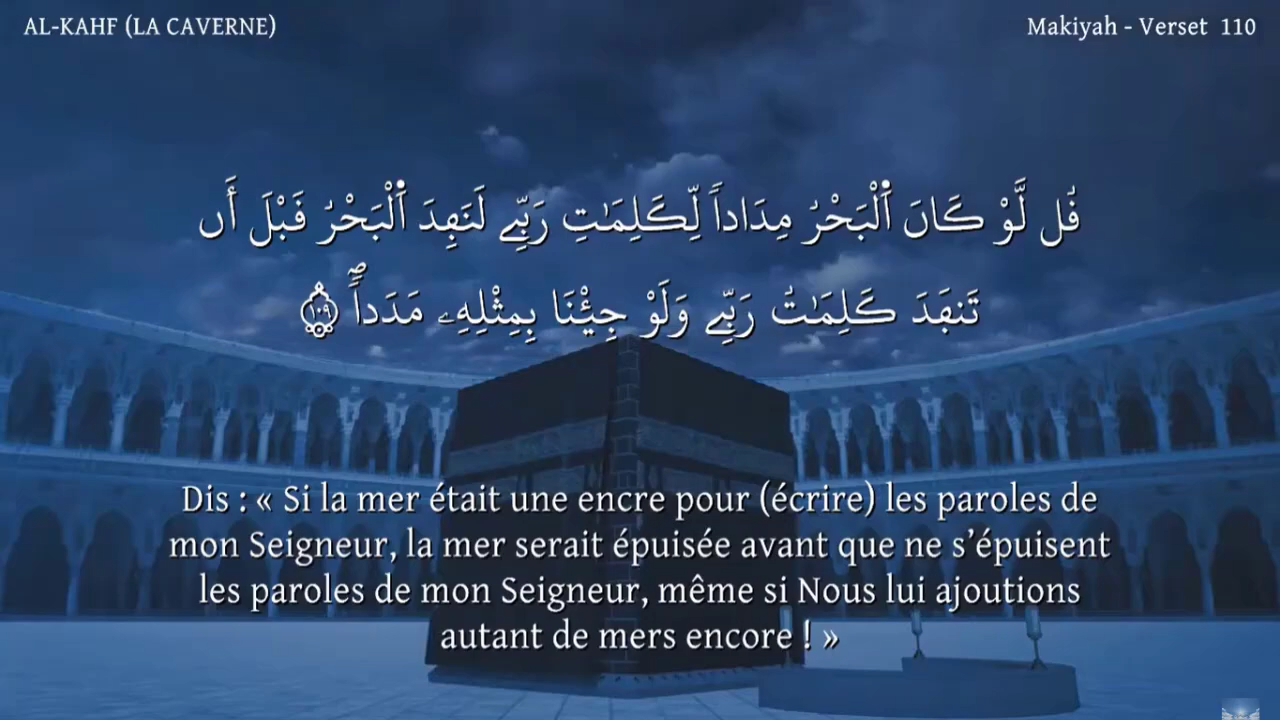 AL-KAHF (LA CAVERNE)
Makiyah - Verset 110
قُل لَّوْ كَانَ اَ۬لْبَحْرُ مِدَاداٗ لِّكَلِمَٰتِ رَبِّے لَنَفِدَ اَ۬لْبَحْرُ قَبْلَ أَن
تَنفَدَ كَلِمَٰتُ رَبِّے وَلَوْ جِئْنَا بِمِثْلِهِۦ مَدَداٗۖ ١٠٩
Dis : « Si la mer était une encre pour (écrire) les paroles de
mon Seigneur, la mer serait épuisée avant que ne s’épuisent
les paroles de mon Seigneur, même si Nous lui ajoutions
autant de mers encore ! »